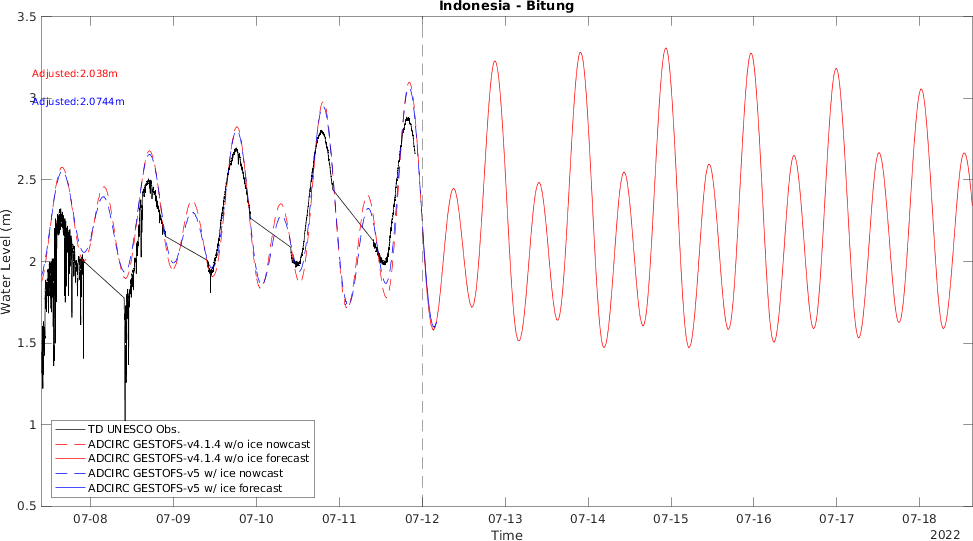 Indonesia - Bitung
3.5
Adjusted:2.038m
3
Adjusted:2.0744m
2.5
2
1.5
1
0.5
Water Level (m)
TD UNESCO Obs.
ADCIRC GESTOFS-v4.1.4 w/o ice nowcast
ADCIRC GESTOFS-v4.1.4 w/o ice forecast
ADCIRC GESTOFS-v5 w/ ice nowcast
ADCIRC GESTOFS-v5 w/ ice forecast
07-08 07-09 07-10 07-11 07-12 07-13 07-14 07-15 07-16 07-17 07-18
Time
2022